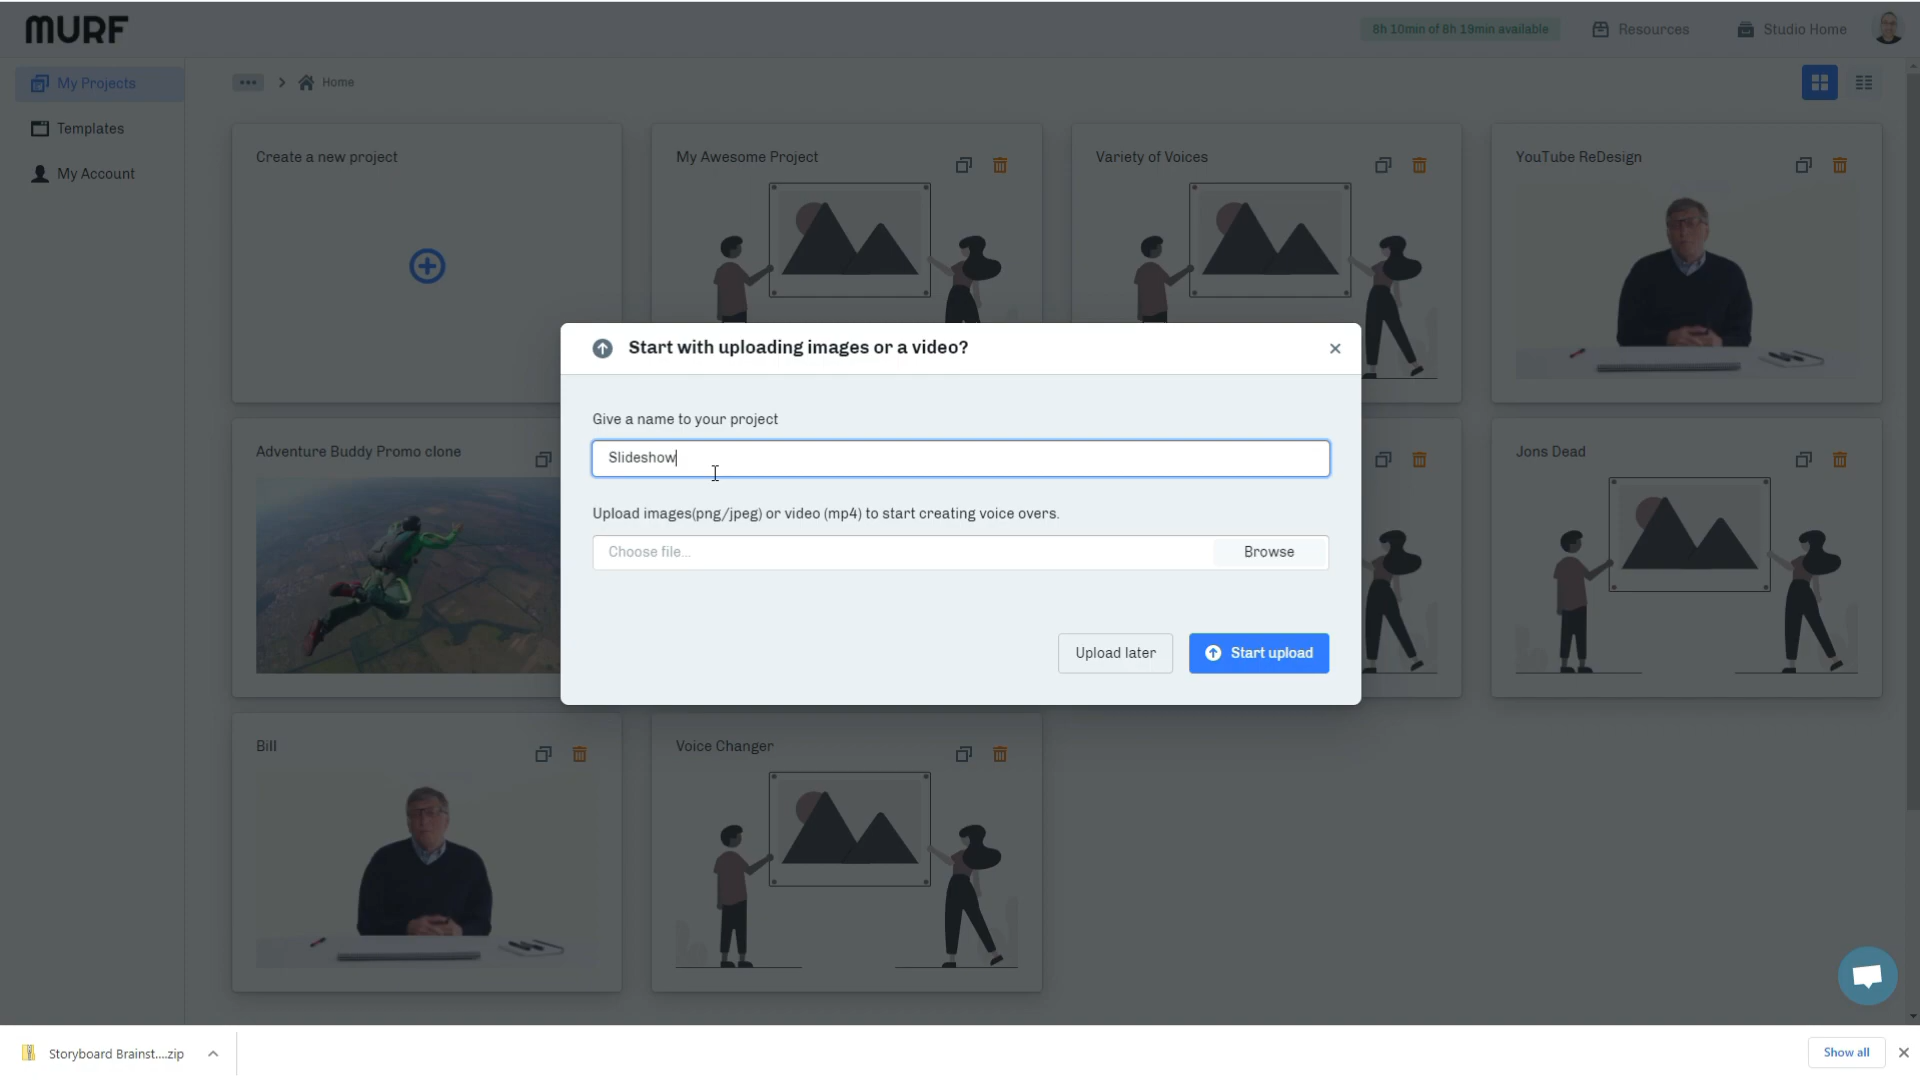 MURF
8h 10min of 8h 19min available
Resources
Studio Home
My Projects
Templates
My Account
Home
Create a new project
My Awesome Project
Variety of Voices
YouTube ReDesign
Start with uploading images or a video?
Give a name to your project
Slideshow
Upload images(png/jpeg) or video (mp4) to start creating voice overs.
Choose file...
Browse
Upload later
Start upload
Adventure Buddy Promo clone
Jons Dead
Bill
Voice Changer
Storyboard Brainst....zip
Show all